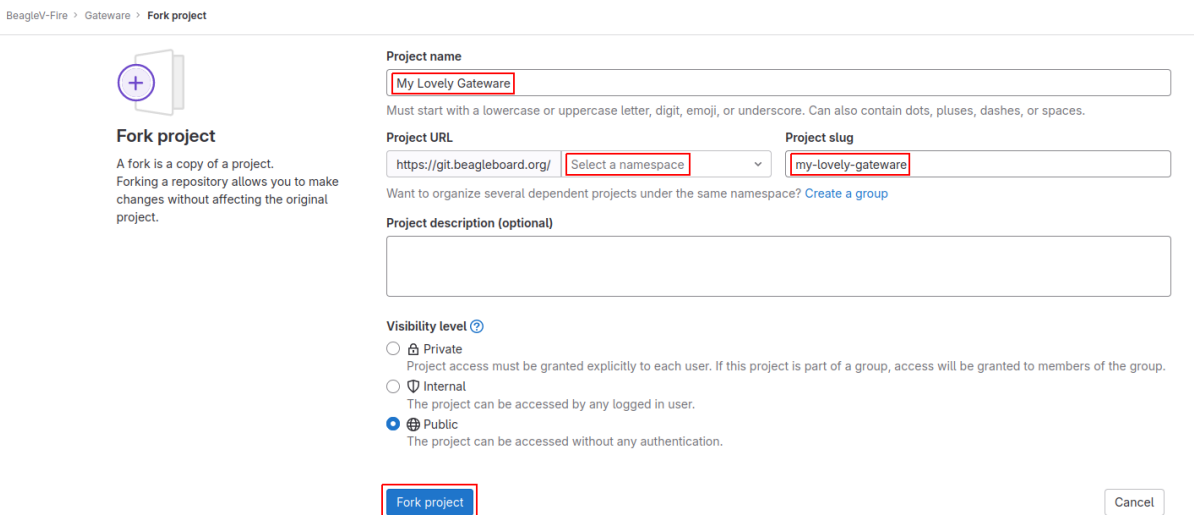 BeagleV-Fire > Gateware > Fork project
Fork project
A fork is a copy of a project.
Forking a repository allows you to make
changes without affecting the original
project.
Project name
My Lovely Gateware
Must start with a lowercase or uppercase letter, digit, emoji, or underscore. Can also contain dots, pluses, dashes, or spaces.
Project URL
https://git.beagleboard.org/ Select a namespace
Project slug
my-lovely-gateware
Want to organize several dependent projects under the same namespace? Create a group
Project description (optional)
Visibility level
Private
Project access must be granted explicitly to each user. If this project is part of a group, access will be granted to members of the group.
Internal
The project can be accessed by any logged in user.
Public
The project can be accessed without any authentication.
Fork project
Cancel